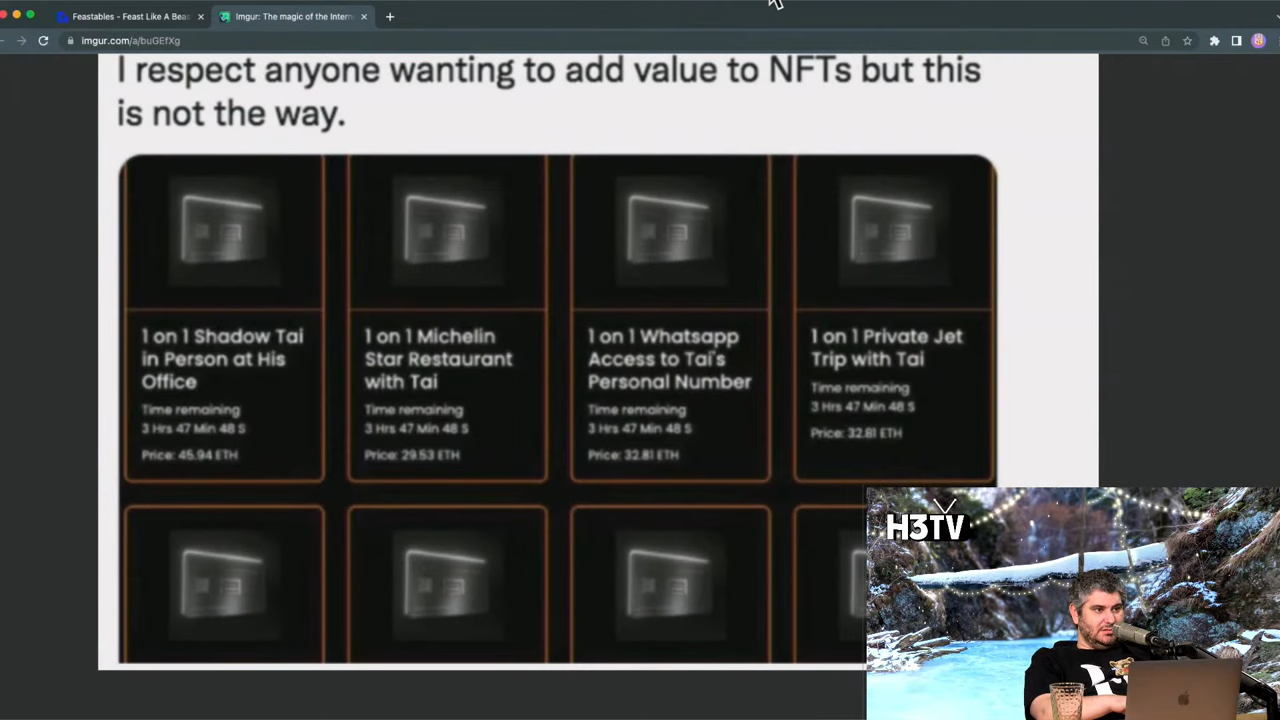 Feastables - Feast Like A Beas
Imgur: The magic of the Intern
imgur.com/a/buGEfXg
I respect anyone wanting to add value to NFTs but this
is not the way.
1 on 1 Shadow Tai
in Person at His
Office
Time remaining
3 Hrs 47 Min 48 S
Price: 45.94 ETH
1 on 1 Michelin
Star Restaurant
with Tai
Time remaining
3 Hrs 47 Min 48 S
Price: 29.53 ETH
1 on 1 Whatsapp
Access to Tai's
Personal Number
Time remaining
3 Hrs 47 Min 48 S
Price: 32.81 ETH
1 on 1 Private Jet
Trip with Tai
Time remaining
3 Hrs 47 Min 48 S
Price: 32.81 ETH
H3TV